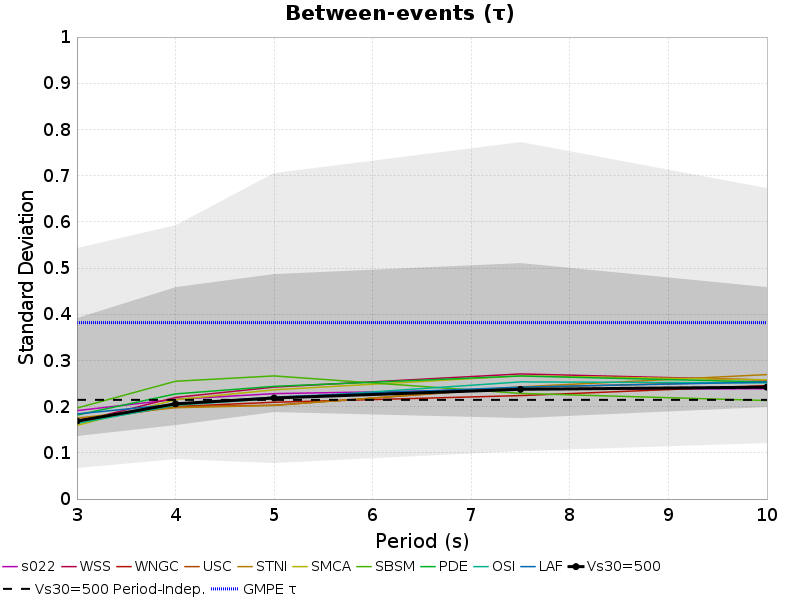 Between-events (τ)
1
0.9
0.8
0.7
0.6
0.5
0.4
0.3
0.2
0.1
0
Standard Deviation
3 4 5 6 7 8 9 10
Period (s)
s022 WSS WNGC USC STNI SMCA SBSM PDE OSI LAF Vs30=500
Vs30=500 Period-Indep. GMPE τ